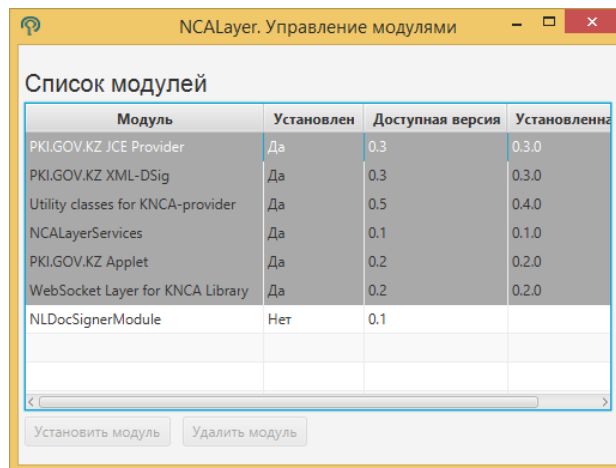 NCALayer. Управление модулями
Список модулей
Модуль Установлен Доступная версия Установленна
PKI.GOV.KZ JCE Provider Да 0.3 0.3.0
PKI.GOV.KZ XML-DSig Да 0.3 0.3.0
Utility classes for KNCA-provider Да 0.5 0.4.0
NCALayerServices Да 0.1 0.1.0
PKI.GOV.KZ Applet Да 0.2 0.2.0
WebSocket Layer for KNCA Library Да 0.2 0.2.0
NLDocSignerModule Нет 0.1
Установить модуль Удалить модуль